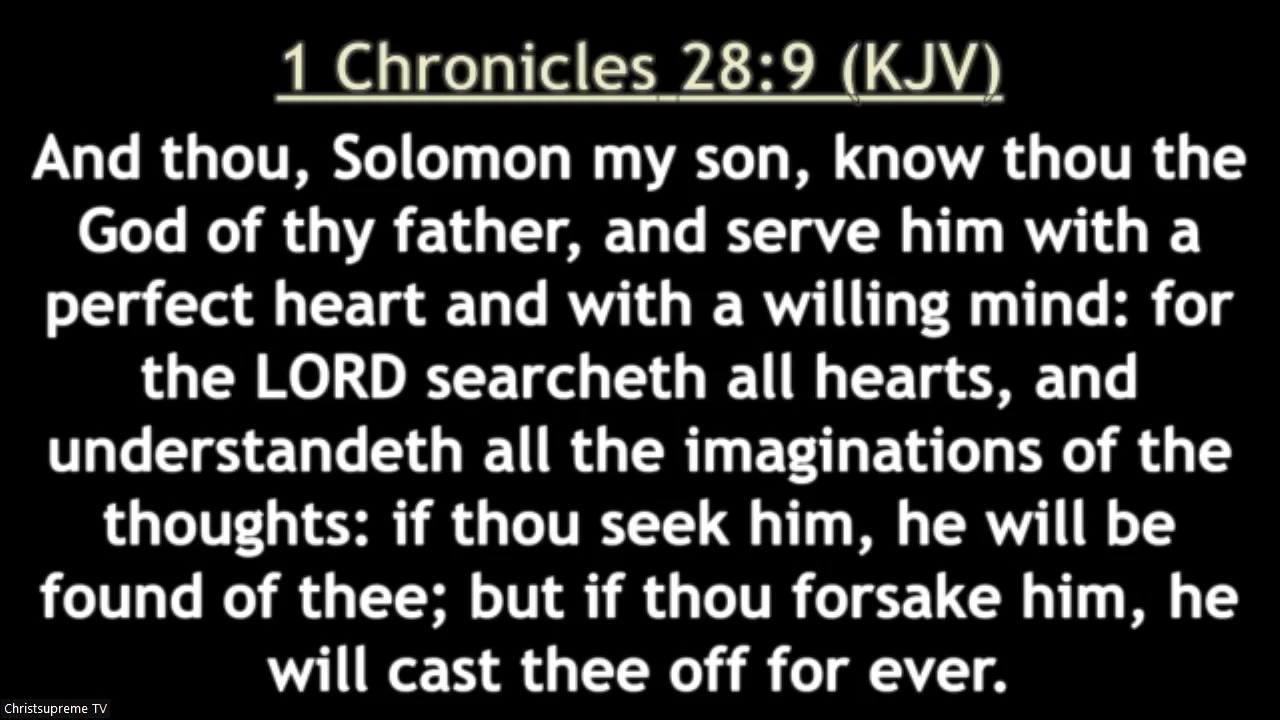 1 Chronicles 28:9 (KJV)
And thou, Solomon my son, know thou the
God of thy father, and serve him with a
perfect heart and with a willing mind: for
the LORD searcheth all hearts, and
understandeth all the imaginations of the
thoughts: if thou seek him, he will be
found of thee; but if thou forsake him, he
will cast thee off for ever.
Christsupreme TV